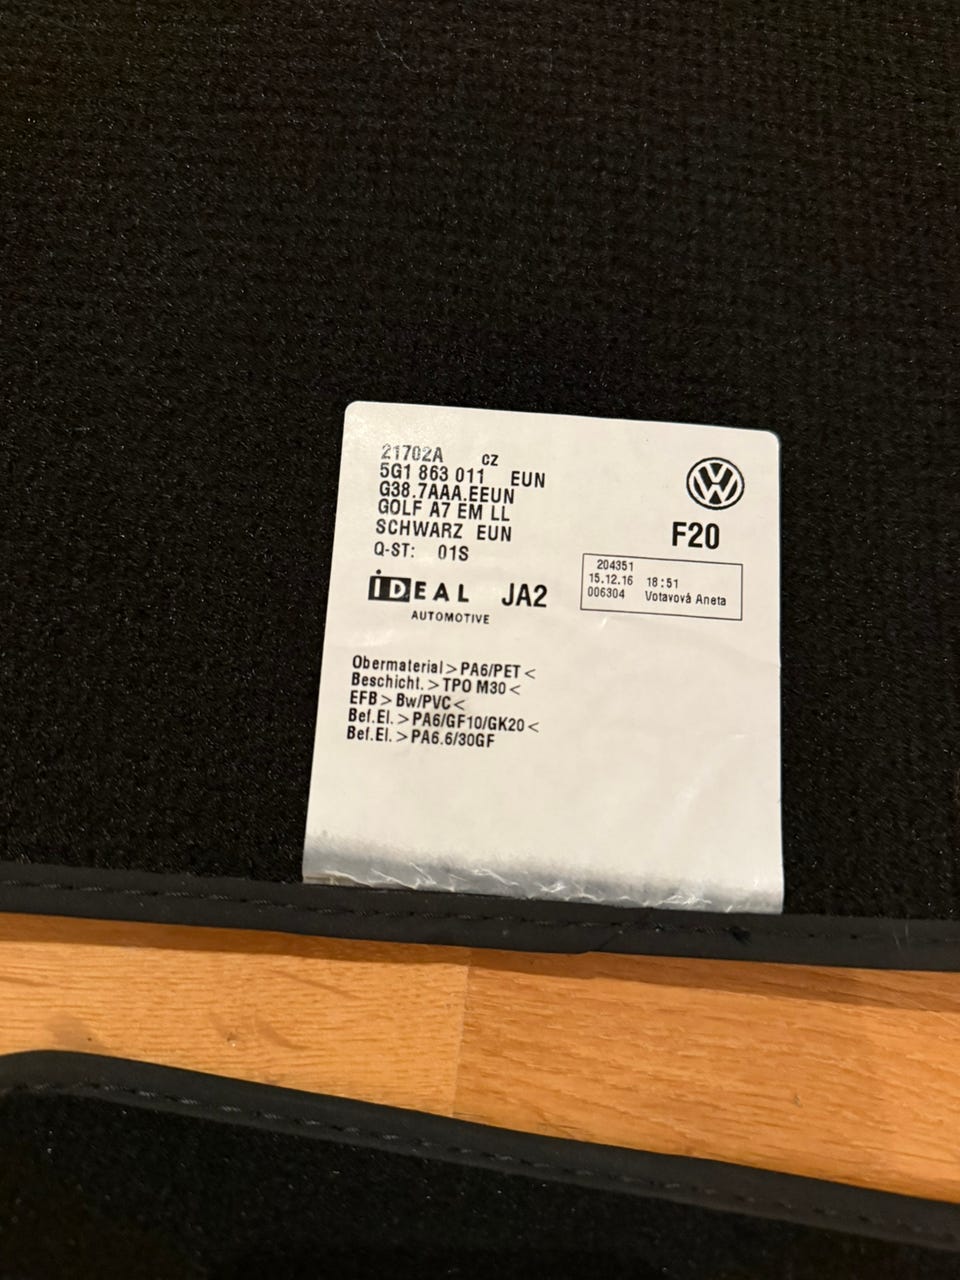 21702A CZ
5G1 863 011 EUN
G38.7AAA.EEUN
GOLF A7 EM LL
SCHWARZ EUN
Q-ST: 01S
iDEAL JA2
AUTOMOTIVE
VW
F20
204351
15.12.16 18:51
006304 Votavová Aneta
Obermaterial>PA6/PET<
Beschicht.>TPO M30<
EFB>Bw/PVC<
Bef.El.>PA6/GF10/GK20<
Bef.El.>PA6.6/30GF